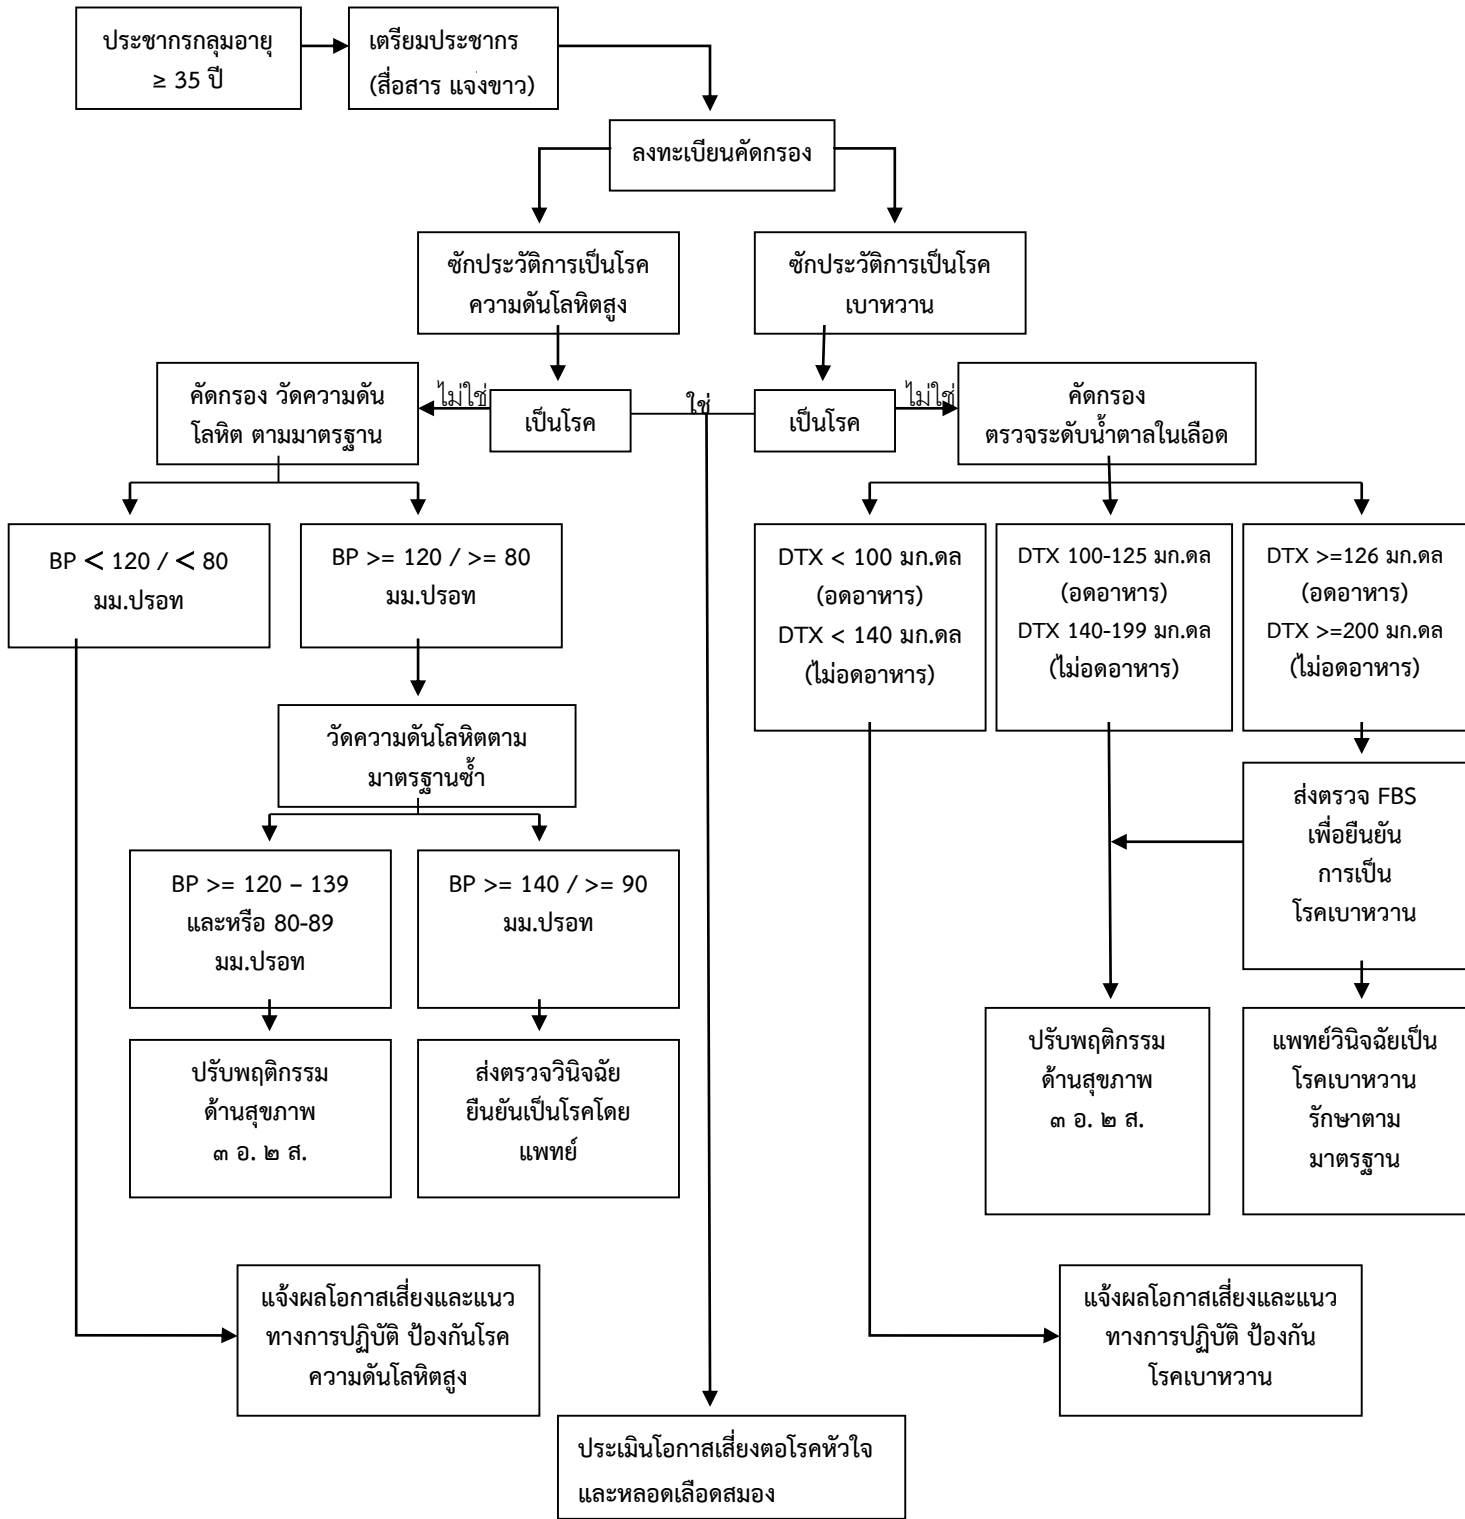 ประชากรกลุมอายุ
≥ 35 ปี
เตรียมประชากร
(สื่อสาร แจงขาว)
ลงทะเบียนคัดกรอง
ซักประวัติการเป็นโรค
ความดันโลหิตสูง
ซักประวัติการเป็นโรค
เบาหวาน
คัดกรอง วัดความดัน
โลหิต ตามมาตรฐาน
ไม่ใช่
เป็นโรค
ใช่
เป็นโรค
ไม่ใช่
คัดกรอง
ตรวจระดับน้ำตาลในเลือด
BP < 120 / < 80
มม.ปรอท
BP >= 120 / >= 80
มม.ปรอท
DTX < 100 มก.ดล
(อดอาหาร)
DTX < 140 มก.ดล
(ไม่อดอาหาร)
DTX 100-125 มก.ดล
(อดอาหาร)
DTX 140-199 มก.ดล
(ไม่อดอาหาร)
DTX >=126 มก.ดล
(อดอาหาร)
DTX >=200 มก.ดล
(ไม่อดอาหาร)
วัดความดันโลหิตตาม
มาตรฐานซ้ำ
ส่งตรวจ FBS
เพื่อยืนยัน
การเป็น
โรคเบาหวาน
BP >= 120 – 139
และหรือ 80-89
มม.ปรอท
BP >= 140 / >= 90
มม.ปรอท
ปรับพฤติกรรม
ด้านสุขภาพ
๓ อ. ๒ ส.
ส่งตรวจวินิจฉัย
ยืนยันเป็นโรคโดย
แพทย์
ปรับพฤติกรรม
ด้านสุขภาพ
๓ อ. ๒ ส.
แพทย์วินิจฉัยเป็น
โรคเบาหวาน
รักษาตาม
มาตรฐาน
แจ้งผลโอกาสเสี่ยงและแนว
ทางการปฏิบัติ ป้องกันโรค
ความดันโลหิตสูง
แจ้งผลโอกาสเสี่ยงและแนว
ทางการปฏิบัติ ป้องกัน
โรคเบาหวาน
ประเมินโอกาสเสี่ยงตอโรคหัวใจ
และหลอดเลือดสมอง